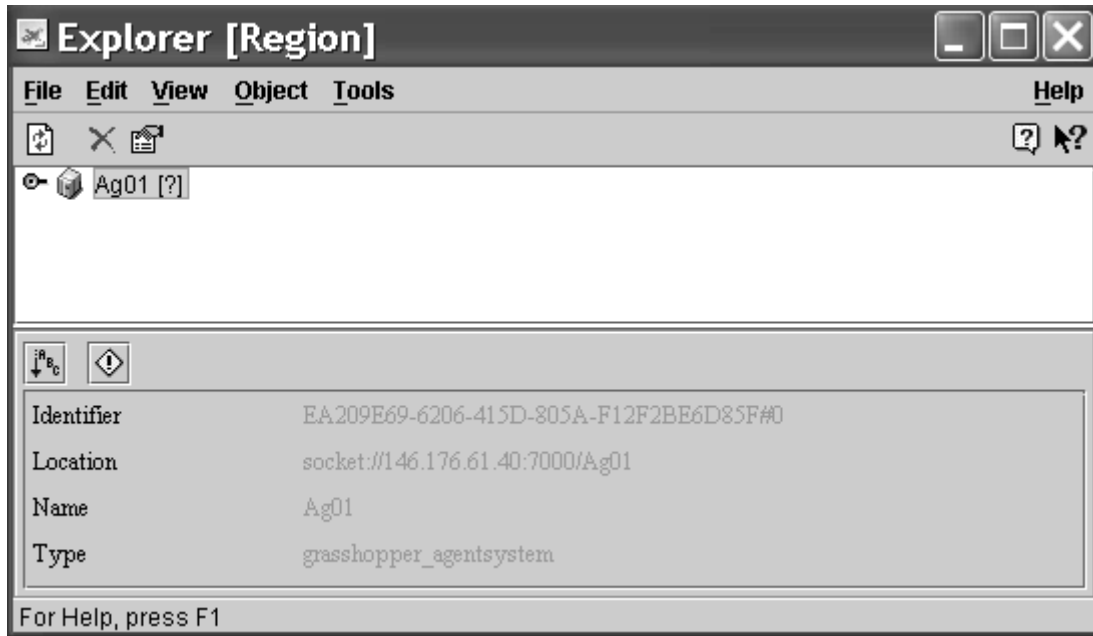 Explorer [Region]
File Edit View Object Tools Help
Ag01 [?]
Identifier EA209E69-6206-415D-805A-F12F2BE6D85F#0
Location socket://146.176.61.40:7000/Ag01
Name Ag01
Type grasshopper_agentsystem
For Help, press F1